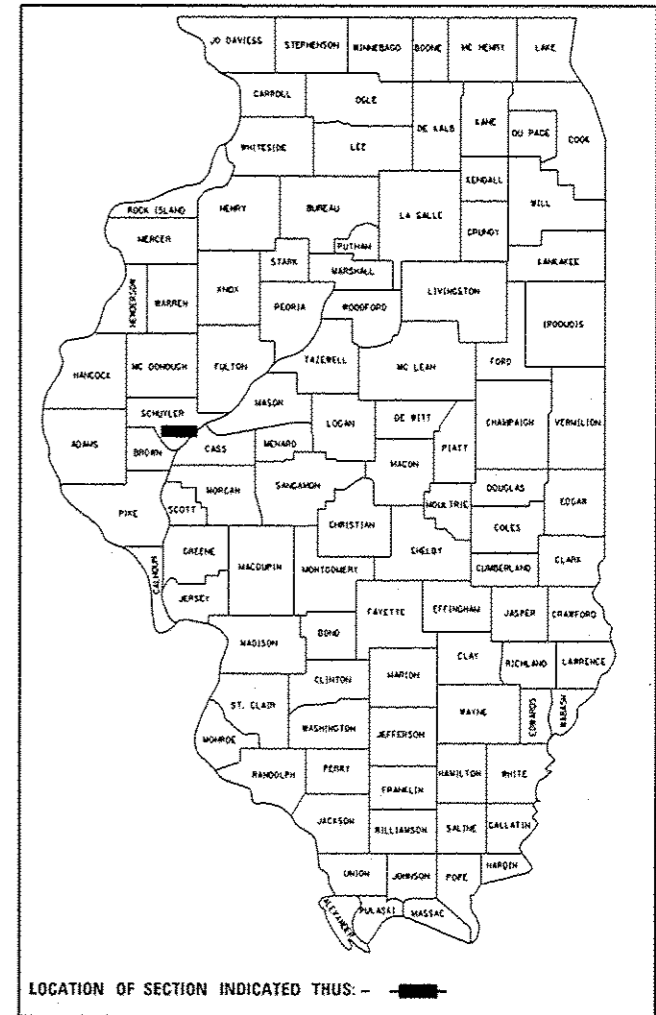 JO DAVIESS STEPHENSON WINNEBAGO BOONE MC HENRY LAKE
CARROLL OGLE DE KALB KANE DU PAGE COOK
WHITESIDE LEE KENDALL WILL
ROCK ISLAND HENRY BUREAU LA SALLE GRUNDY
MERCER PUTNAM KANKAKEE
HENDERSON WARREN KNOX STARK MARSHALL LIVINGSTON
PEORIA WOODFORD IROQUOIS
HANCOCK MC DONOUGH FULTON TAZEWELL MC LEAN FORD
SCHUYLER MASON LOGAN DE WITT CHAMPAIGN VERMILION
ADAMS BROWN CASS MENARD MACON PIATT
PIKE SCOTT MORGAN SANGAMON CHRISTIAN MOULTRIE DOUGLAS EDGAR
COLES
CALHOUN GREENE MACOUPIN MONTGOMERY SHELBY CUMBERLAND CLARK
JERSEY FAYETTE EFFINGHAM JASPER CRAWFORD
MADISON BOND CLAY RICHLAND LAWRENCE
CLINTON MARION
ST. CLAIR WASHINGTON JEFFERSON WAYNE EDWARDS WABASH
MONROE
RANDOLPH PERRY FRANKLIN HAMILTON WHITE
JACKSON WILLIAMSON SALINE GALLATIN
UNION JOHNSON POPE HARDIN
ALEXANDER PULASKI MASSAC
LOCATION OF SECTION INDICATED THUS: -